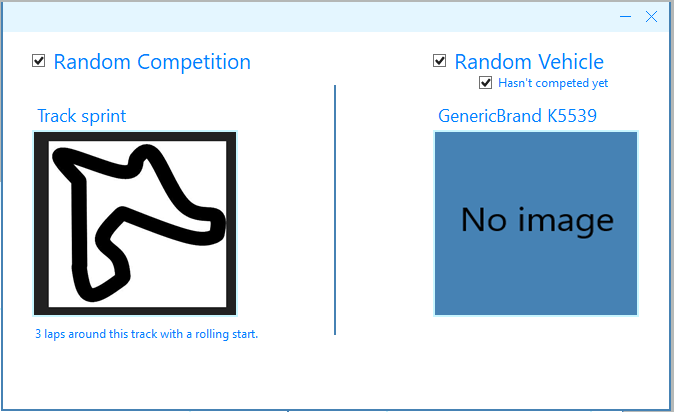 Random Competition
Track sprint
3 laps around this track with a rolling start.
Random Vehicle
Hasn't competed yet
GenericBrand K5539
No image